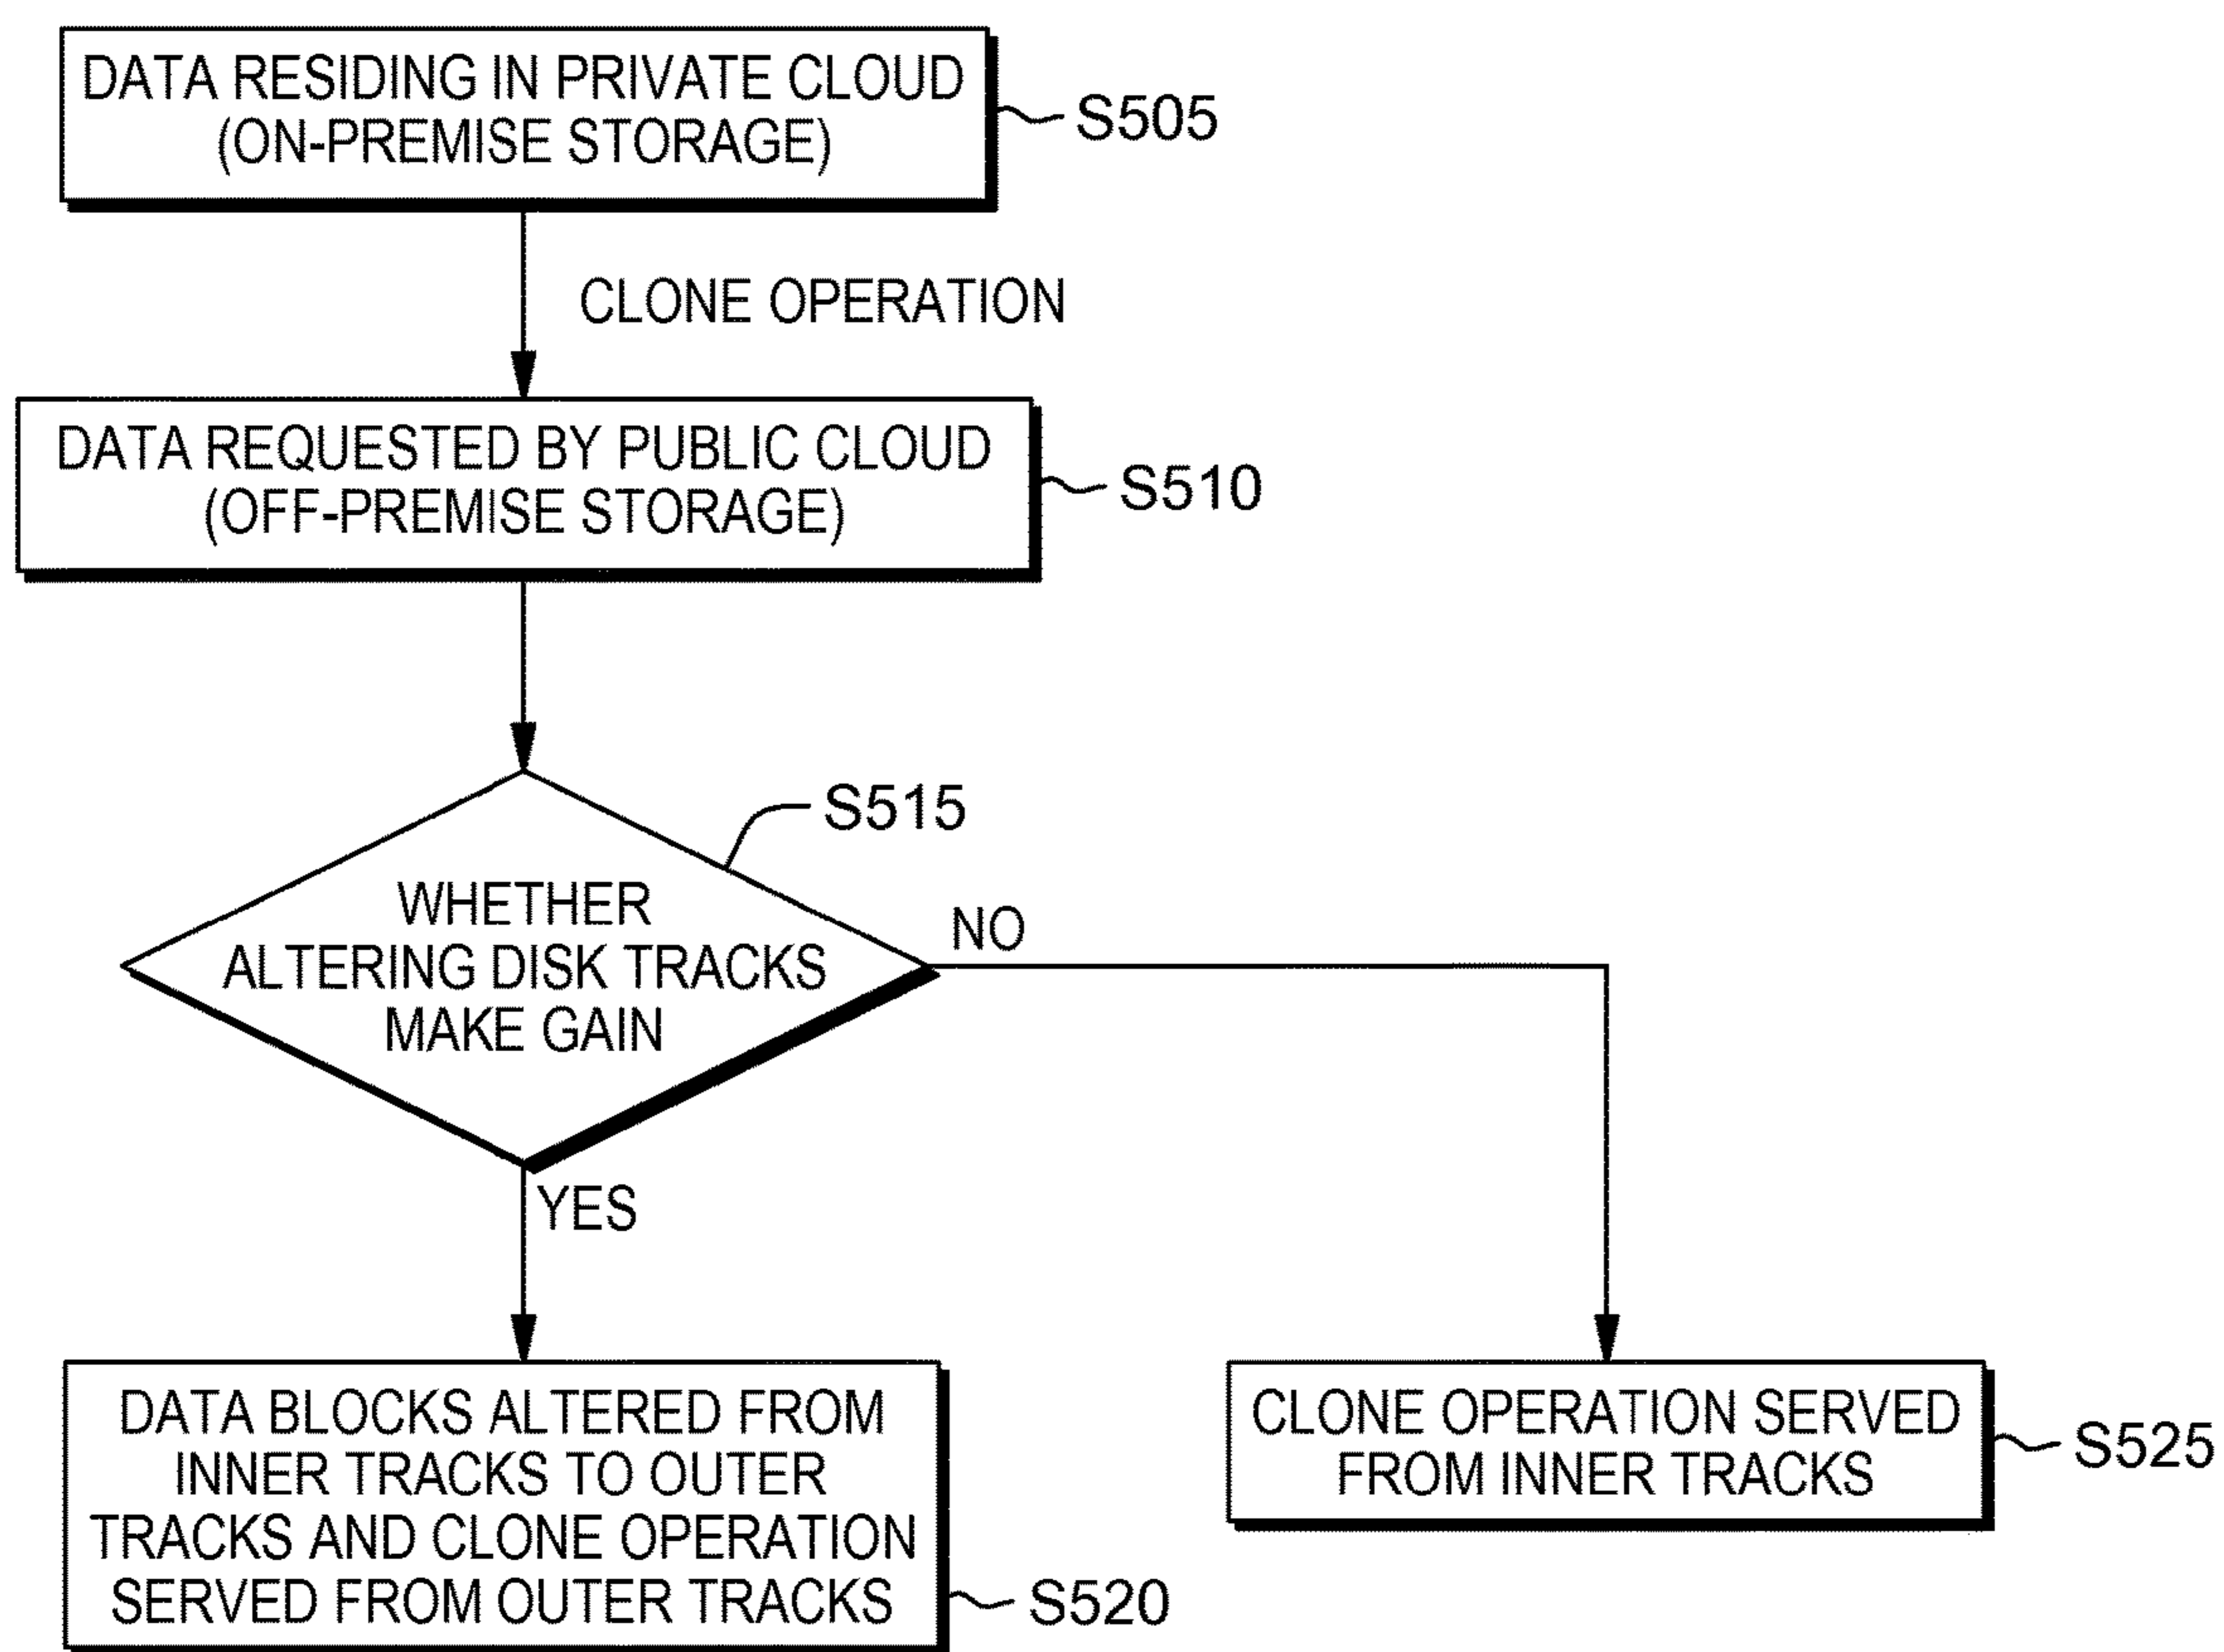 DATA RESIDING IN PRIVATE CLOUD
(ON-PREMISE STORAGE)
S505
CLONE OPERATION
DATA REQUESTED BY PUBLIC CLOUD
(OFF-PREMISE STORAGE)
S510
S515
WHETHER
ALTERING DISK TRACKS
MAKE GAIN
NO
YES
DATA BLOCKS ALTERED FROM
INNER TRACKS TO OUTER
TRACKS AND CLONE OPERATION
SERVED FROM OUTER TRACKS
S520
CLONE OPERATION SERVED
FROM INNER TRACKS
S525